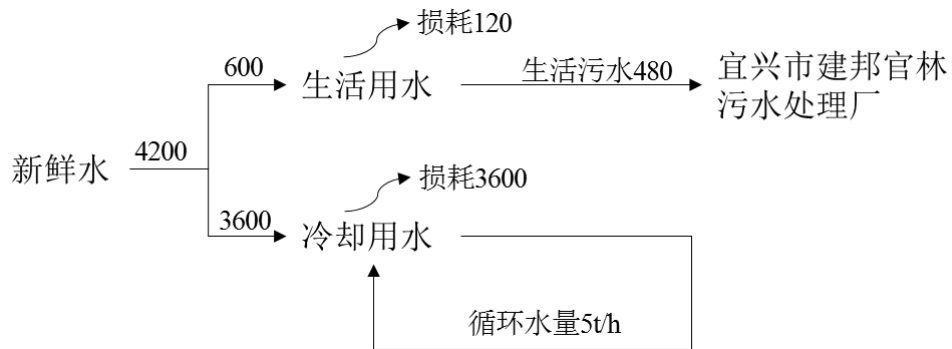 损耗120
600
生活用水
生活污水480
宜兴市建邦官林
污水处理厂
新鲜水
4200
损耗3600
3600
冷却用水
循环水量5t/h